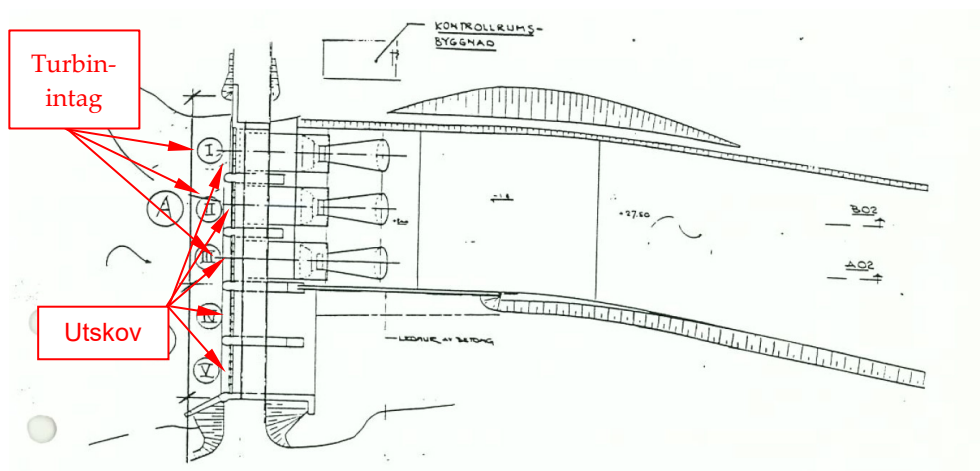 KONTROLLRUMS-
BYGGNAD
Turbin-
intag
I
A
II
III
IV
V
+27.50
B02
A02
Utskov
LEDMUR AV BETONG